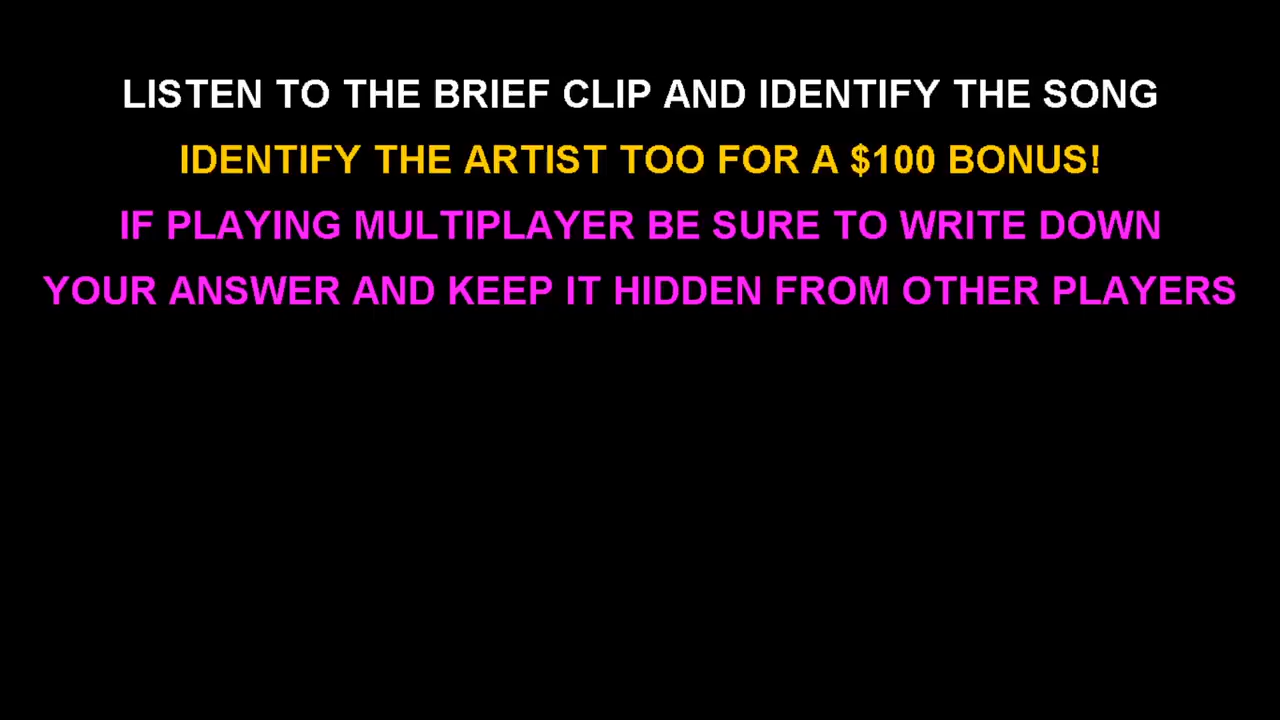 LISTEN TO THE BRIEF CLIP AND IDENTIFY THE SONG
IDENTIFY THE ARTIST TOO FOR A $100 BONUS!
IF PLAYING MULTIPLAYER BE SURE TO WRITE DOWN
YOUR ANSWER AND KEEP IT HIDDEN FROM OTHER PLAYERS